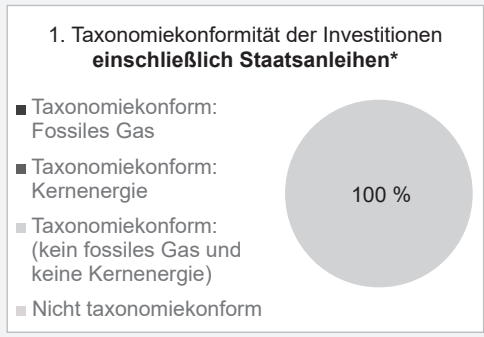 1. Taxonomiekonformität der Investitionen
einschließlich Staatsanleihen*
Taxonomiekonform:
Fossiles Gas
Taxonomiekonform:
Kernenergie
Taxonomiekonform:
(kein fossiles Gas und
keine Kernenergie)
Nicht taxonomiekonform
100 %